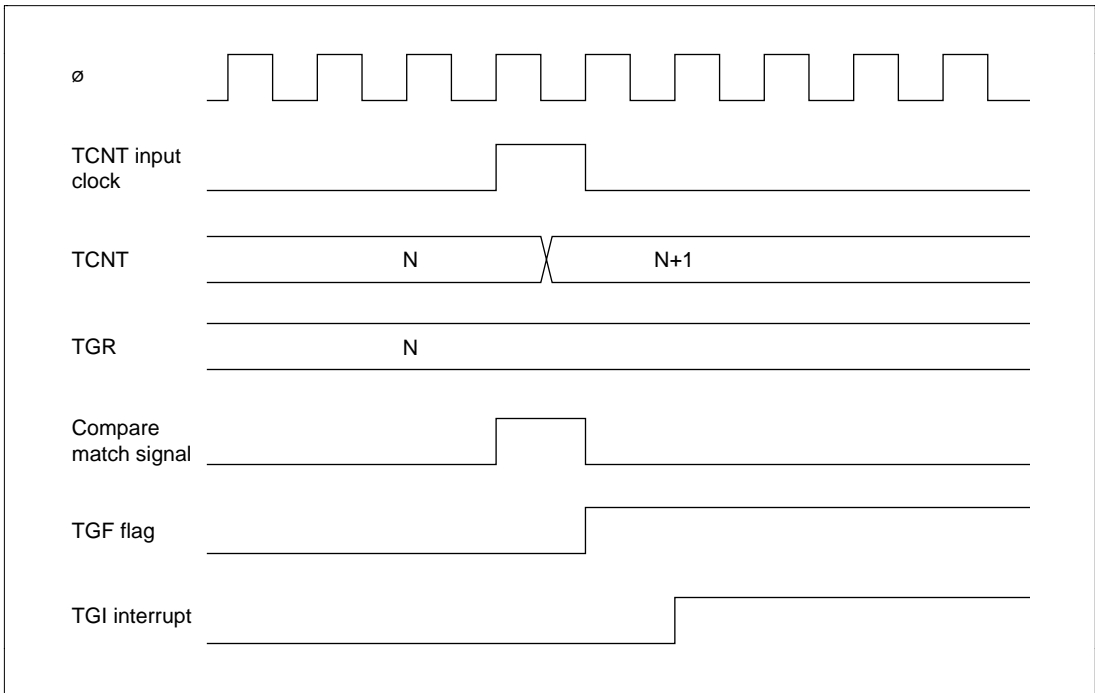 ø
TCNT input
clock
TCNT
N
N+1
TGR
N
Compare
match signal
TGF flag
TGI interrupt